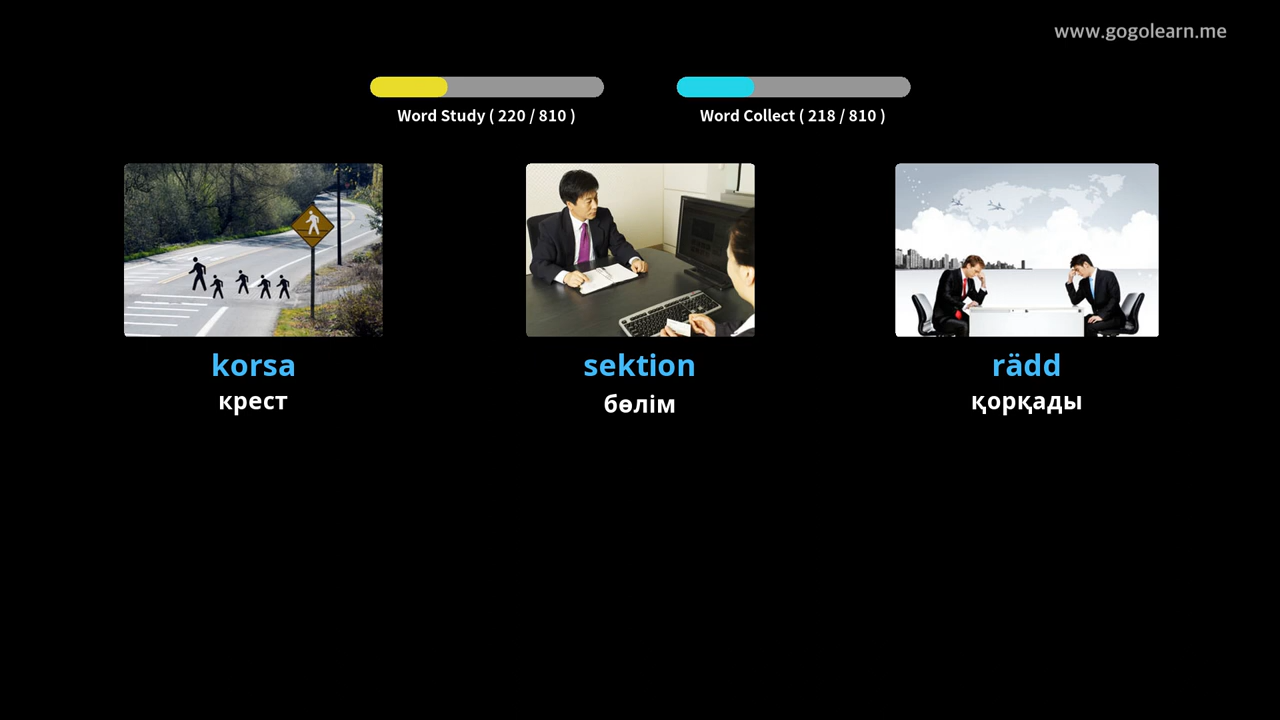 www.gogolearn.me
Word Study ( 220 / 810 )
Word Collect ( 218 / 810 )
korsa
крест
sektion
бөлім
rädd
қорқады